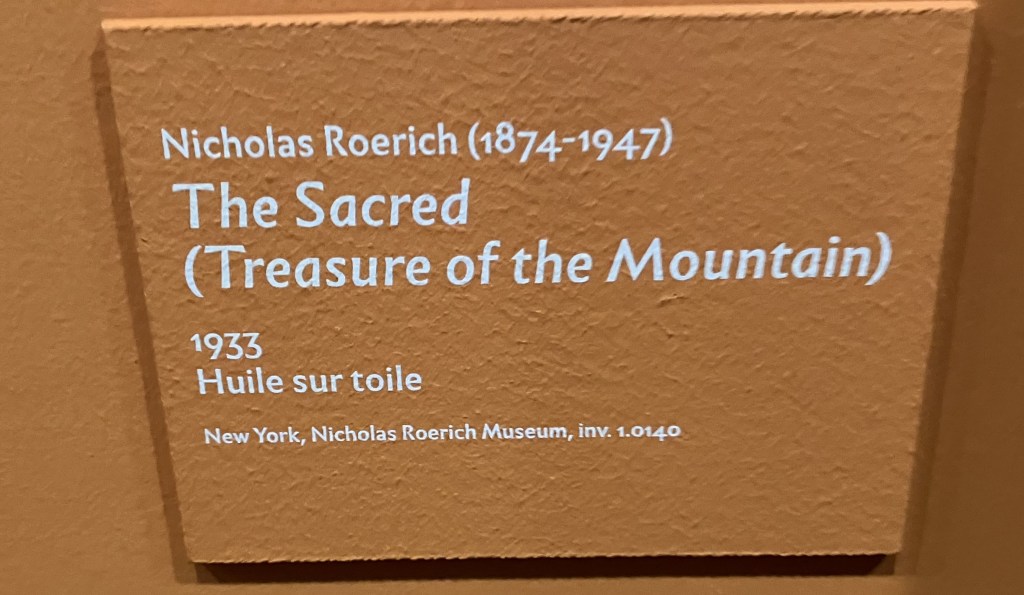 Nicholas Roerich (1874-1947)
The Sacred
(Treasure of the Mountain)
1933
Huile sur toile
New York, Nicholas Roerich Museum, inv. 1.0140